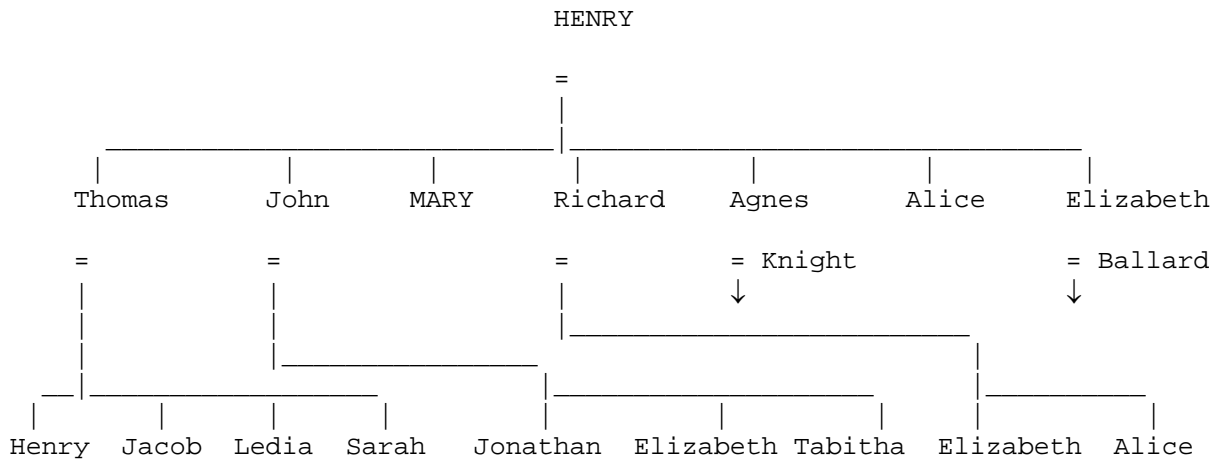 HENRY
=
Thomas John MARY Richard Agnes Alice Elizabeth
= = = = Knight = Ballard
Henry Jacob Ledia Sarah Jonathan Elizabeth Tabitha Elizabeth Alice